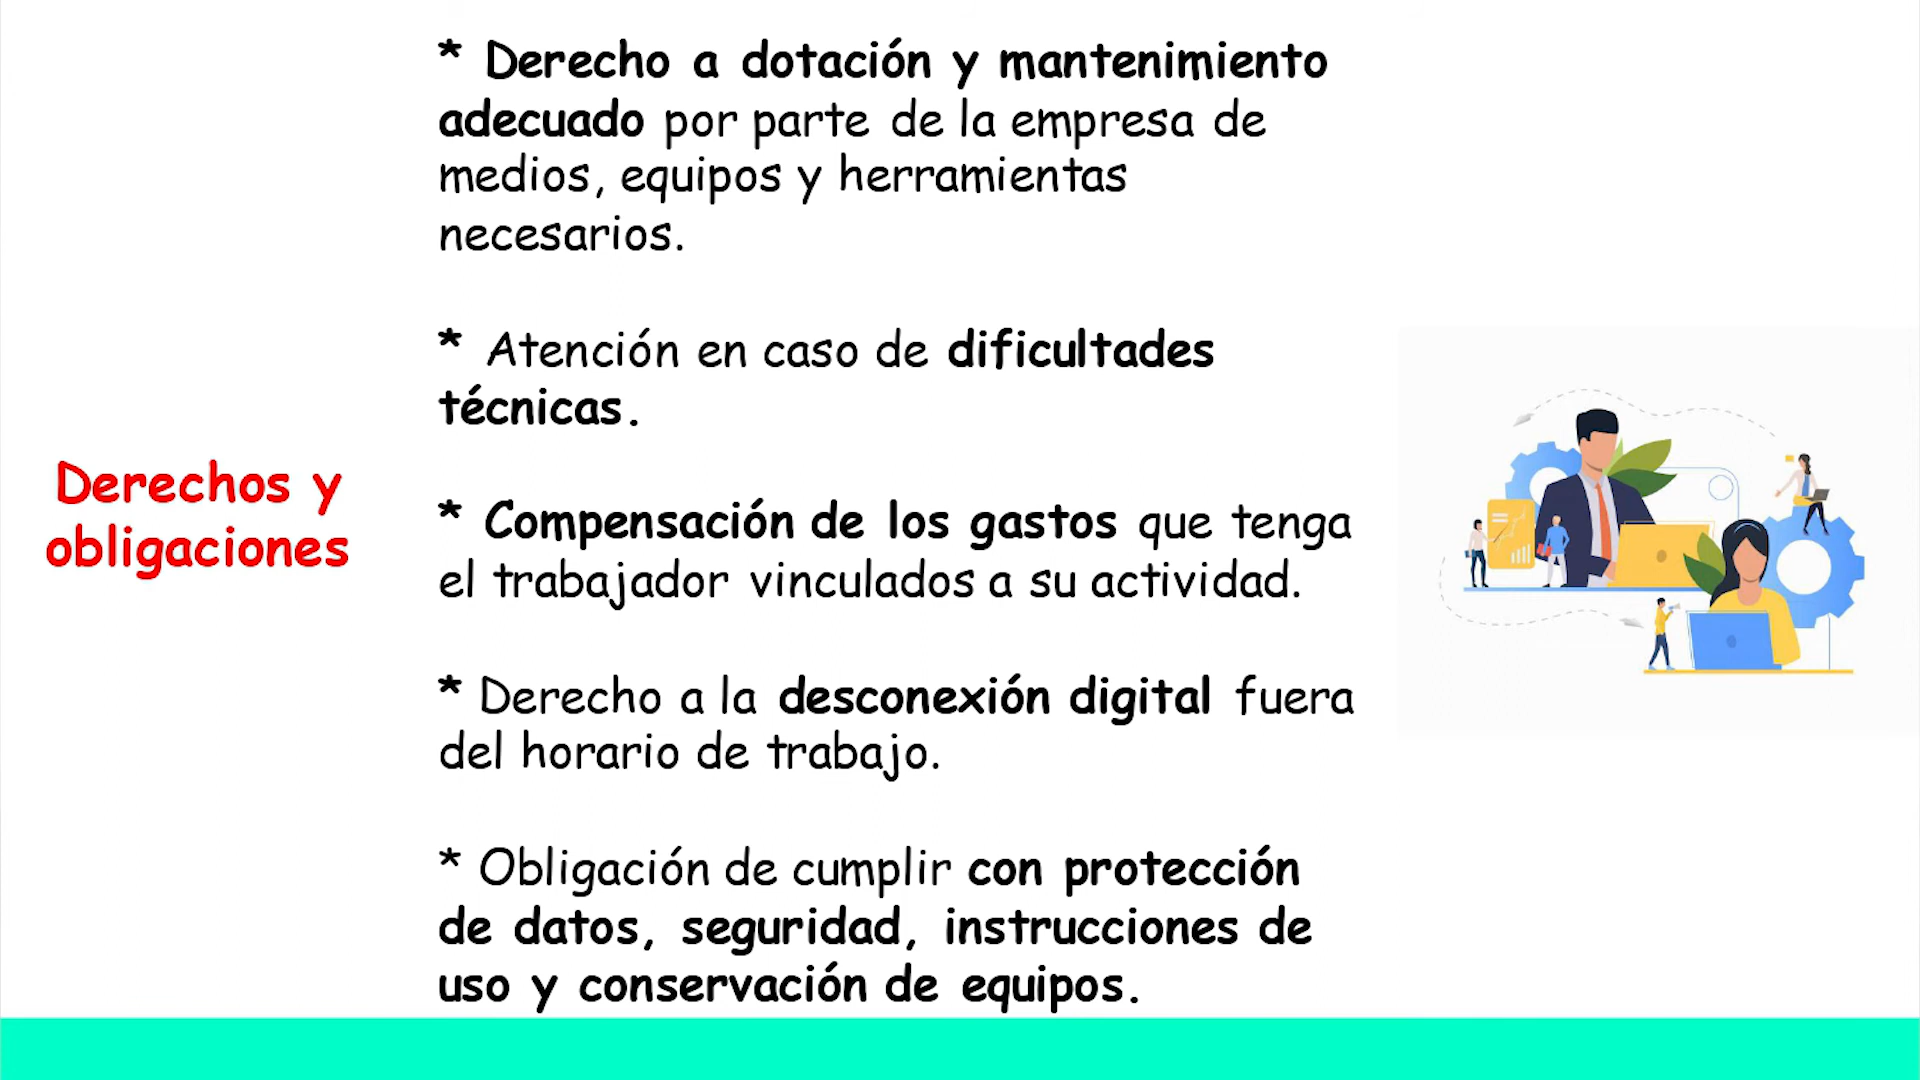 Derechos y
obligaciones
* Derecho a dotación y mantenimiento
adecuado por parte de la empresa de
medios, equipos y herramientas
necesarios.
* Atención en caso de dificultades
técnicas.
* Compensación de los gastos que tenga
el trabajador vinculados a su actividad.
* Derecho a la desconexión digital fuera
del horario de trabajo.
* Obligación de cumplir con protección
de datos, seguridad, instrucciones de
uso y conservación de equipos.